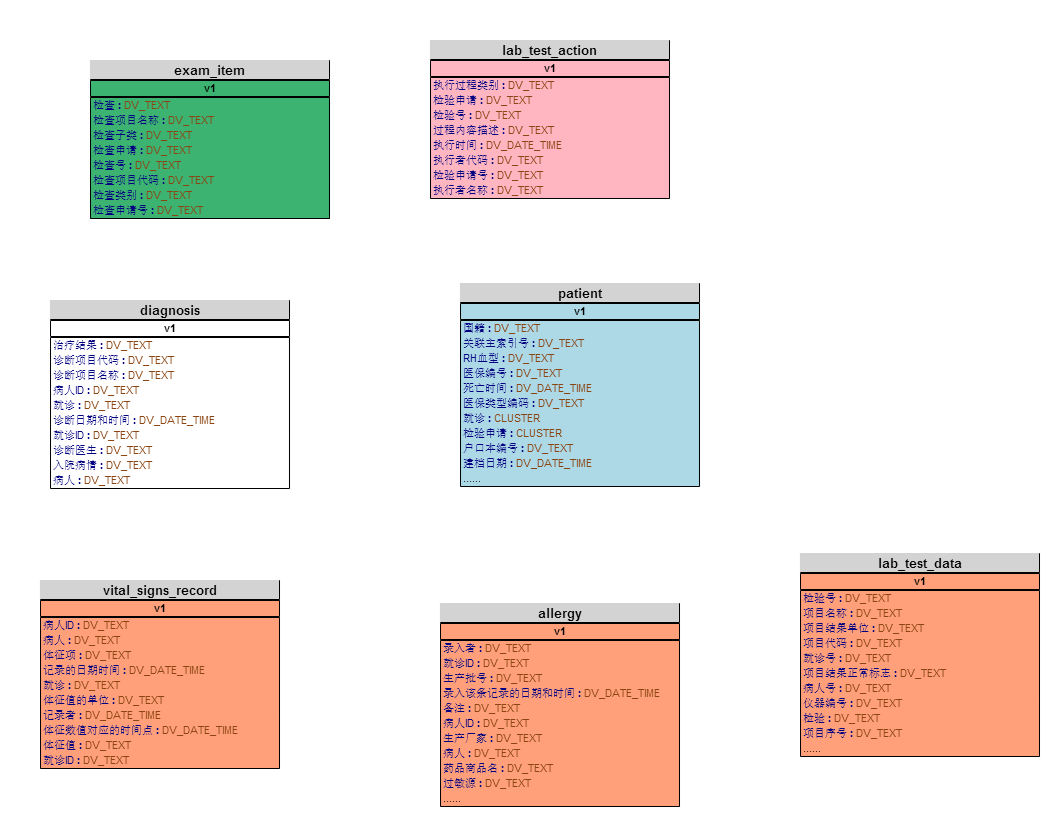 exam_item
v1
检查 : DV_TEXT
检查项目名称 : DV_TEXT
检查子类 : DV_TEXT
检查申请 : DV_TEXT
检查号 : DV_TEXT
检查项目代码 : DV_TEXT
检查类别 : DV_TEXT
检查申请号 : DV_TEXT
lab_test_action
v1
执行过程类别 : DV_TEXT
检验申请 : DV_TEXT
检验号 : DV_TEXT
过程内容描述 : DV_TEXT
执行时间 : DV_DATE_TIME
执行者代码 : DV_TEXT
检验申请号 : DV_TEXT
执行者名称 : DV_TEXT
diagnosis
v1
治疗结果 : DV_TEXT
诊断项目代码 : DV_TEXT
诊断项目名称 : DV_TEXT
病人ID : DV_TEXT
就诊 : DV_TEXT
诊断日期和时间 : DV_DATE_TIME
就诊ID : DV_TEXT
诊断医生 : DV_TEXT
入院病情 : DV_TEXT
病人 : DV_TEXT
patient
v1
国籍 : DV_TEXT
关联主索引号 : DV_TEXT
RH血型 : DV_TEXT
医保编号 : DV_TEXT
死亡时间 : DV_DATE_TIME
医保类型编码 : DV_TEXT
就诊 : CLUSTER
检验申请 : CLUSTER
户口本编号 : DV_TEXT
建档日期 : DV_DATE_TIME
......
vital_signs_record
v1
病人ID : DV_TEXT
病人 : DV_TEXT
体征项 : DV_TEXT
记录的日期时间 : DV_DATE_TIME
就诊 : DV_TEXT
体征值的单位 : DV_TEXT
记录者 : DV_DATE_TIME
体征数值对应的时间点 : DV_DATE_TIME
体征值 : DV_TEXT
就诊ID : DV_TEXT
allergy
v1
录入者 : DV_TEXT
就诊ID : DV_TEXT
生产批号 : DV_TEXT
录入该条记录的日期和时间 : DV_DATE_TIME
备注 : DV_TEXT
病人ID : DV_TEXT
生产厂家 : DV_TEXT
病人 : DV_TEXT
药品商品名 : DV_TEXT
过敏源 : DV_TEXT
......
lab_test_data
v1
检验号 : DV_TEXT
项目名称 : DV_TEXT
项目结果单位 : DV_TEXT
项目代码 : DV_TEXT
就诊号 : DV_TEXT
项目结果正常标志 : DV_TEXT
病人号 : DV_TEXT
仪器编号 : DV_TEXT
检验 : DV_TEXT
项目序号 : DV_TEXT
......